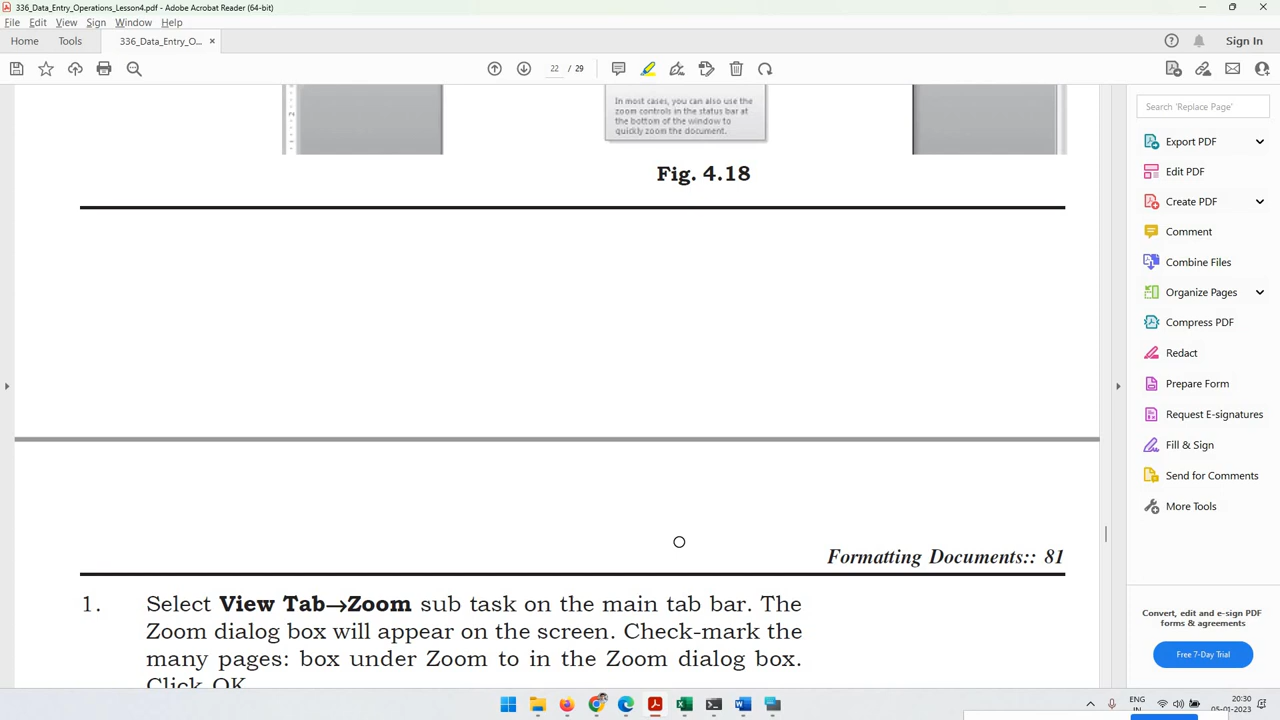 336_Data_Entry_Operations_Lesson4.pdf - Adobe Acrobat Reader (64-bit)
File Edit View Sign Window Help
Home Tools 336_Data_Entry_O... × Sign In
22 / 29
In most cases, you can also use the
zoom controls in the status bar at
the bottom of the window to
quickly zoom the document.
Fig. 4.18
Formatting Documents:: 81
1. Select View Tab→Zoom sub task on the main tab bar. The
Zoom dialog box will appear on the screen. Check-mark the
many pages: box under Zoom to in the Zoom dialog box.
Click OK
Search 'Replace Page'
Export PDF
Edit PDF
Create PDF
Comment
Combine Files
Organize Pages
Compress PDF
Redact
Prepare Form
Request E-signatures
Fill & Sign
Send for Comments
More Tools
Convert, edit and e-sign PDF
forms & agreements
Free 7-Day Trial
ENG
IN
20:30
05-01-2023